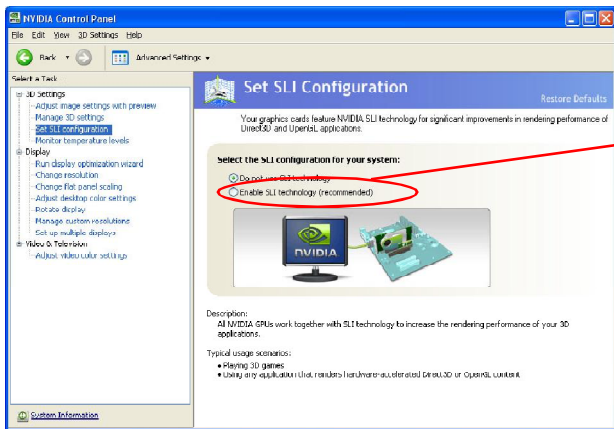 NVIDIA Control Panel
File Edit View 3D Settings Help
Back Advanced Settings
Select a Task
3D Settings
Adjust image settings with preview
Manage 3D settings
Set SLI configuration
Monitor temperature levels
Display
Run display optimization wizard
Change resolution
Change flat panel scaling
Adjust desktop color settings
Rotate display
Manage custom resolutions
Set up multiple displays
Video & Television
Adjust video color settings
System Information
Set SLI Configuration
Restore Defaults
Your graphics cards feature NVIDIA SLI technology for significant improvements in rendering performance of
Direct3D and OpenGL applications.
Select the SLI configuration for your system:
Do not use SLI technology
Enable SLI technology (recommended)
NVIDIA
Description:
All NVIDIA GPUs work together with SLI technology to increase the rendering performance of your 3D
applications.
Typical usage scenarios:
• Playing 3D games
• Using any application that renders hardware-accelerated Direct3D or OpenGL content